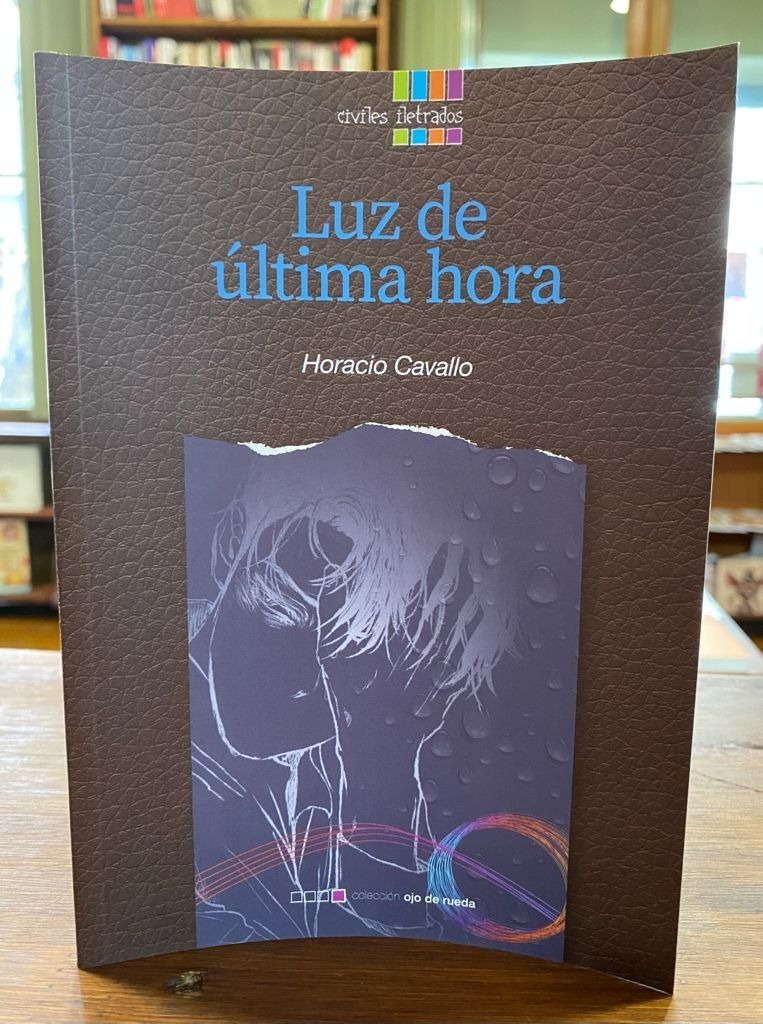 civiles iletrados
Luz de
última hora
Horacio Cavallo
colección ojo de rueda